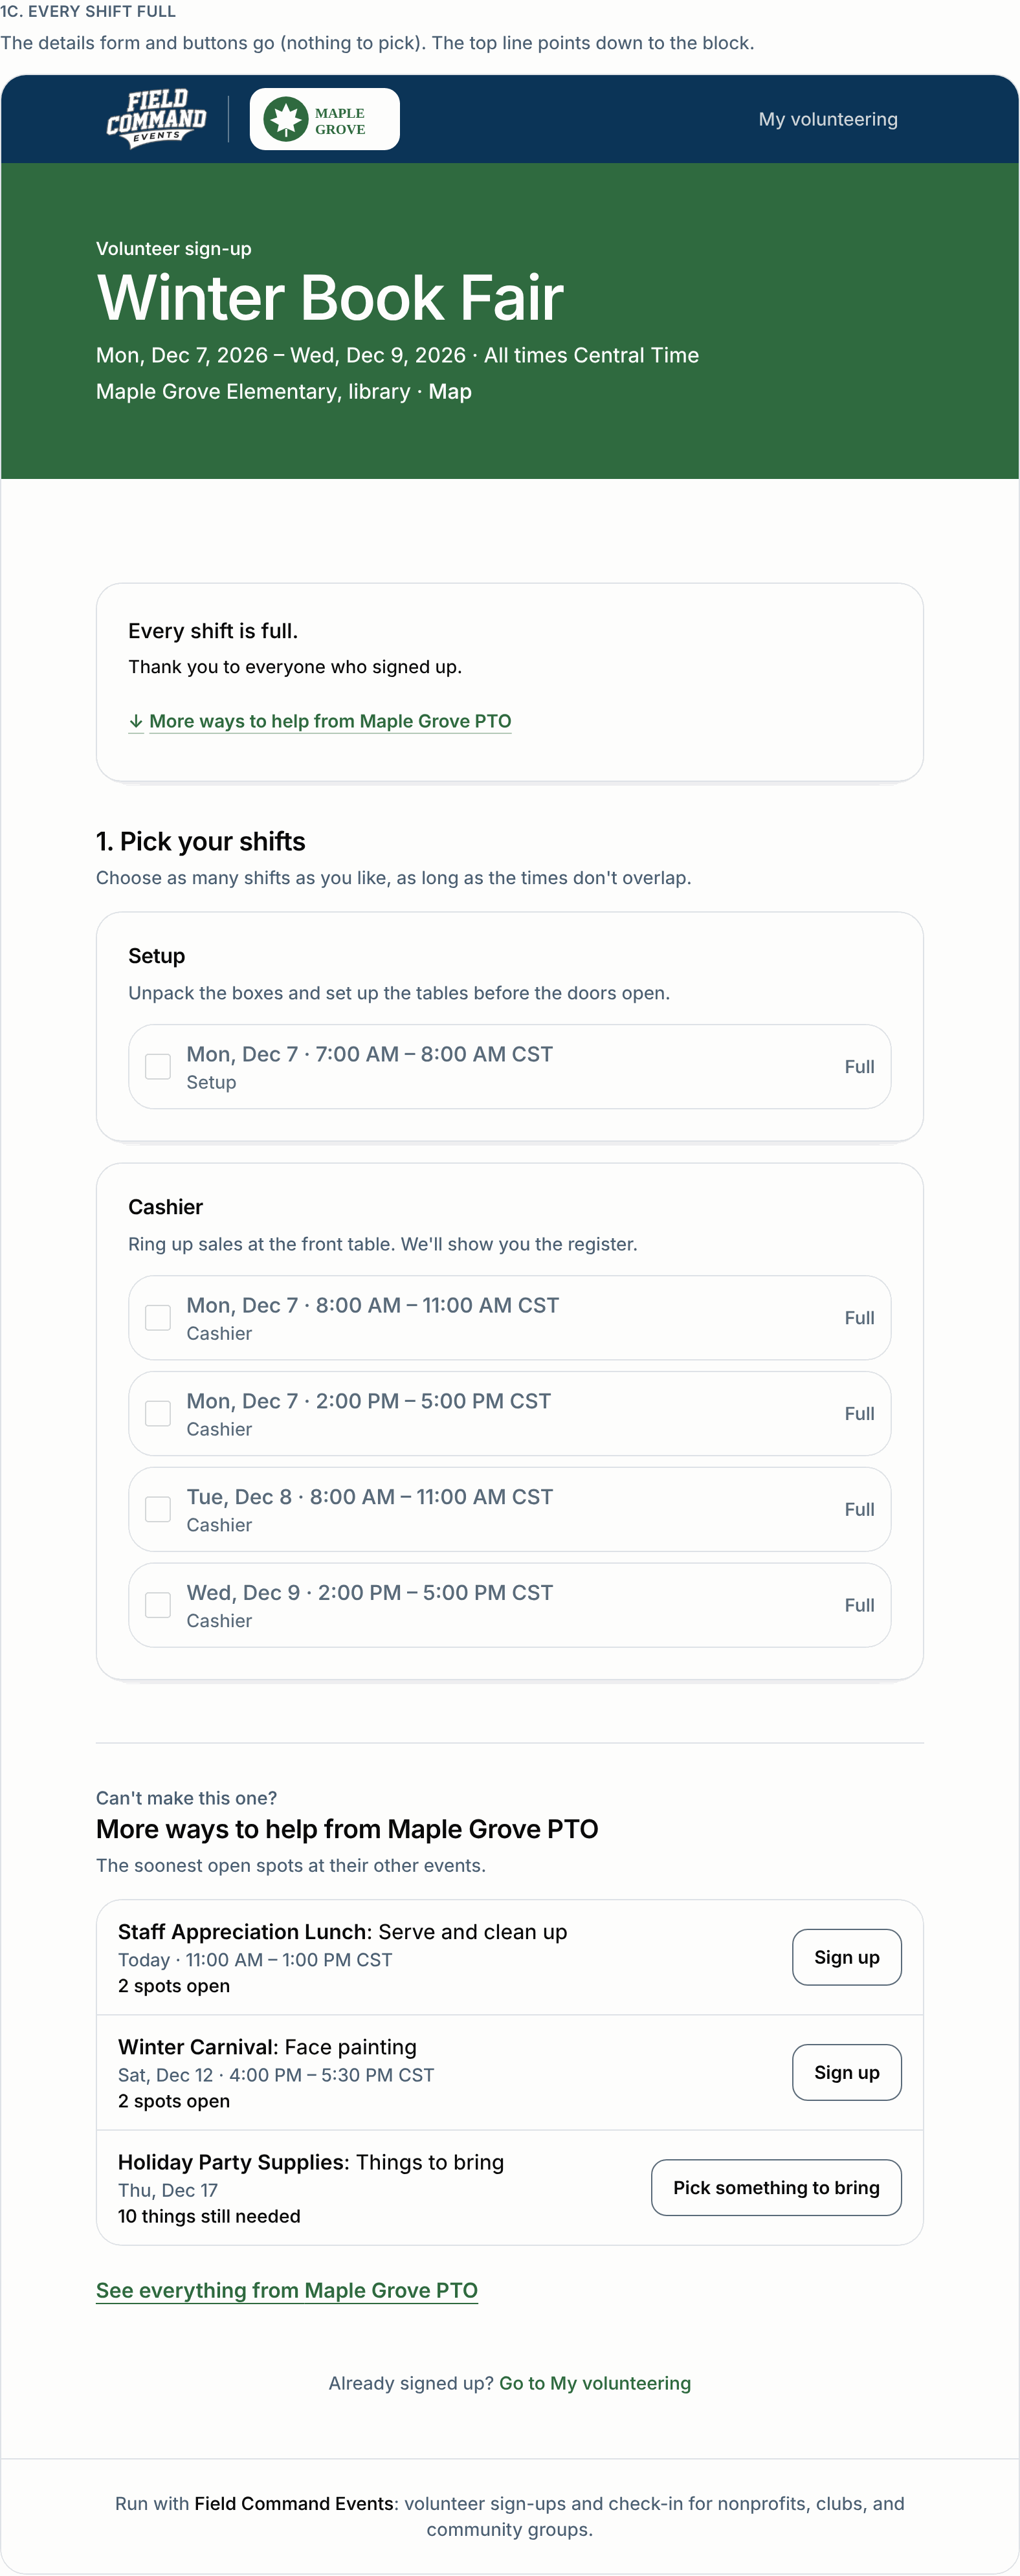 1C. EVERY SHIFT FULL
The details form and buttons go (nothing to pick). The top line points down to the block.
FIELD
COMMAND
EVENTS
MAPLE
GROVE
My volunteering
Volunteer sign-up
Winter Book Fair
Mon, Dec 7, 2026 – Wed, Dec 9, 2026 · All times Central Time
Maple Grove Elementary, library · Map
Every shift is full.
Thank you to everyone who signed up.
↓ More ways to help from Maple Grove PTO
1. Pick your shifts
Choose as many shifts as you like, as long as the times don't overlap.
Setup
Unpack the boxes and set up the tables before the doors open.
Mon, Dec 7 · 7:00 AM – 8:00 AM CST
Setup
Full
Cashier
Ring up sales at the front table. We'll show you the register.
Mon, Dec 7 · 8:00 AM – 11:00 AM CST
Cashier
Full
Mon, Dec 7 · 2:00 PM – 5:00 PM CST
Cashier
Full
Tue, Dec 8 · 8:00 AM – 11:00 AM CST
Cashier
Full
Wed, Dec 9 · 2:00 PM – 5:00 PM CST
Cashier
Full
Can't make this one?
More ways to help from Maple Grove PTO
The soonest open spots at their other events.
Staff Appreciation Lunch: Serve and clean up
Today · 11:00 AM – 1:00 PM CST
2 spots open
Sign up
Winter Carnival: Face painting
Sat, Dec 12 · 4:00 PM – 5:30 PM CST
2 spots open
Sign up
Holiday Party Supplies: Things to bring
Thu, Dec 17
10 things still needed
Pick something to bring
See everything from Maple Grove PTO
Already signed up? Go to My volunteering
Run with Field Command Events: volunteer sign-ups and check-in for nonprofits, clubs, and
community groups.